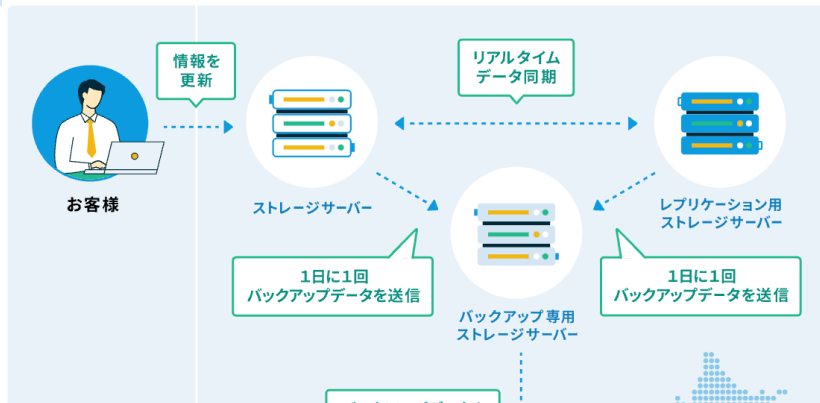 情報を
更新
リアルタイム
データ同期
お客様
ストレージサーバー
レプリケーション用
ストレージサーバー
1日に1回
バックアップデータを送信
1日に1回
バックアップデータを送信
バックアップ専用
ストレージサーバー